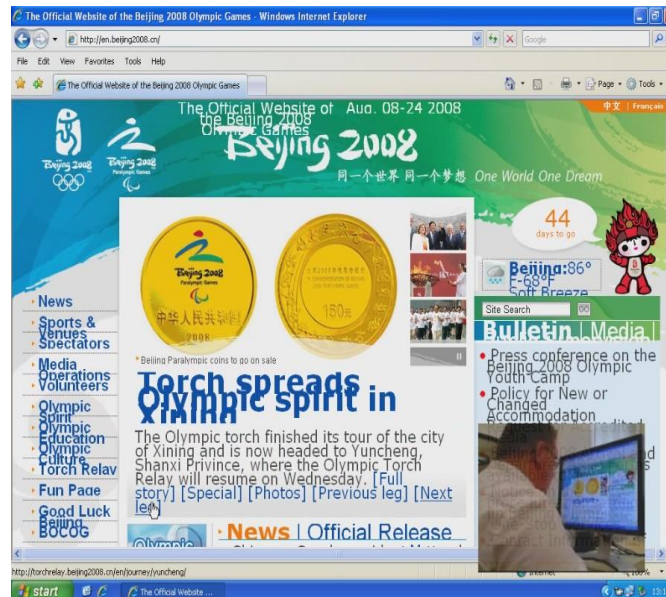 The Official Website of the Beijing 2008 Olympic Games - Windows Internet Explorer
http://en.beijing2008.cn/
Google
File Edit View Favorites Tools Help
The Official Website of the Beijing 2008 Olympic Games
Page Tools
中文 | Français
The Official Website of Aug. 08-24 2008
the Beijing 2008
Olympic Games
Beijing 2008
Beijing 2008
Paralympic Games
Beijing 2008
同一个世界 同一个梦想 One World One Dream
44
days to go
Beijing:86°
F-68°F
Soft Breeze
Site Search
Bulletin | Media |
Beijing 2008
Paralympic Games
中华人民共和国
150元
Beijing Paralympic coins to go on sale
News
Sports &
Venues
Spectators
Media
Operations
Volunteers
Olympic
Spirit
Olympic
Education
Olympic
Culture
Torch Relay
Fun Page
Good Luck
Beijing
BOCOG
Torch spreads
Olympic spirit in
Xining
The Olympic torch finished its tour of the city
of Xining and is now headed to Yuncheng,
Shanxi Privince, where the Olympic Torch
Relay will resume on Wednesday. [Full
story] [Special] [Photos] [Previous leg] [Next
leg]
Press conference on the
Beijing 2008 Olympic
Youth Camp
Policy for New or
Changed
Accommodation
Olympic
News | Official Release
http://torchrelay.beijing2008.cn/en/journey/yuncheng/
Internet
100%
start
The Official Website ...